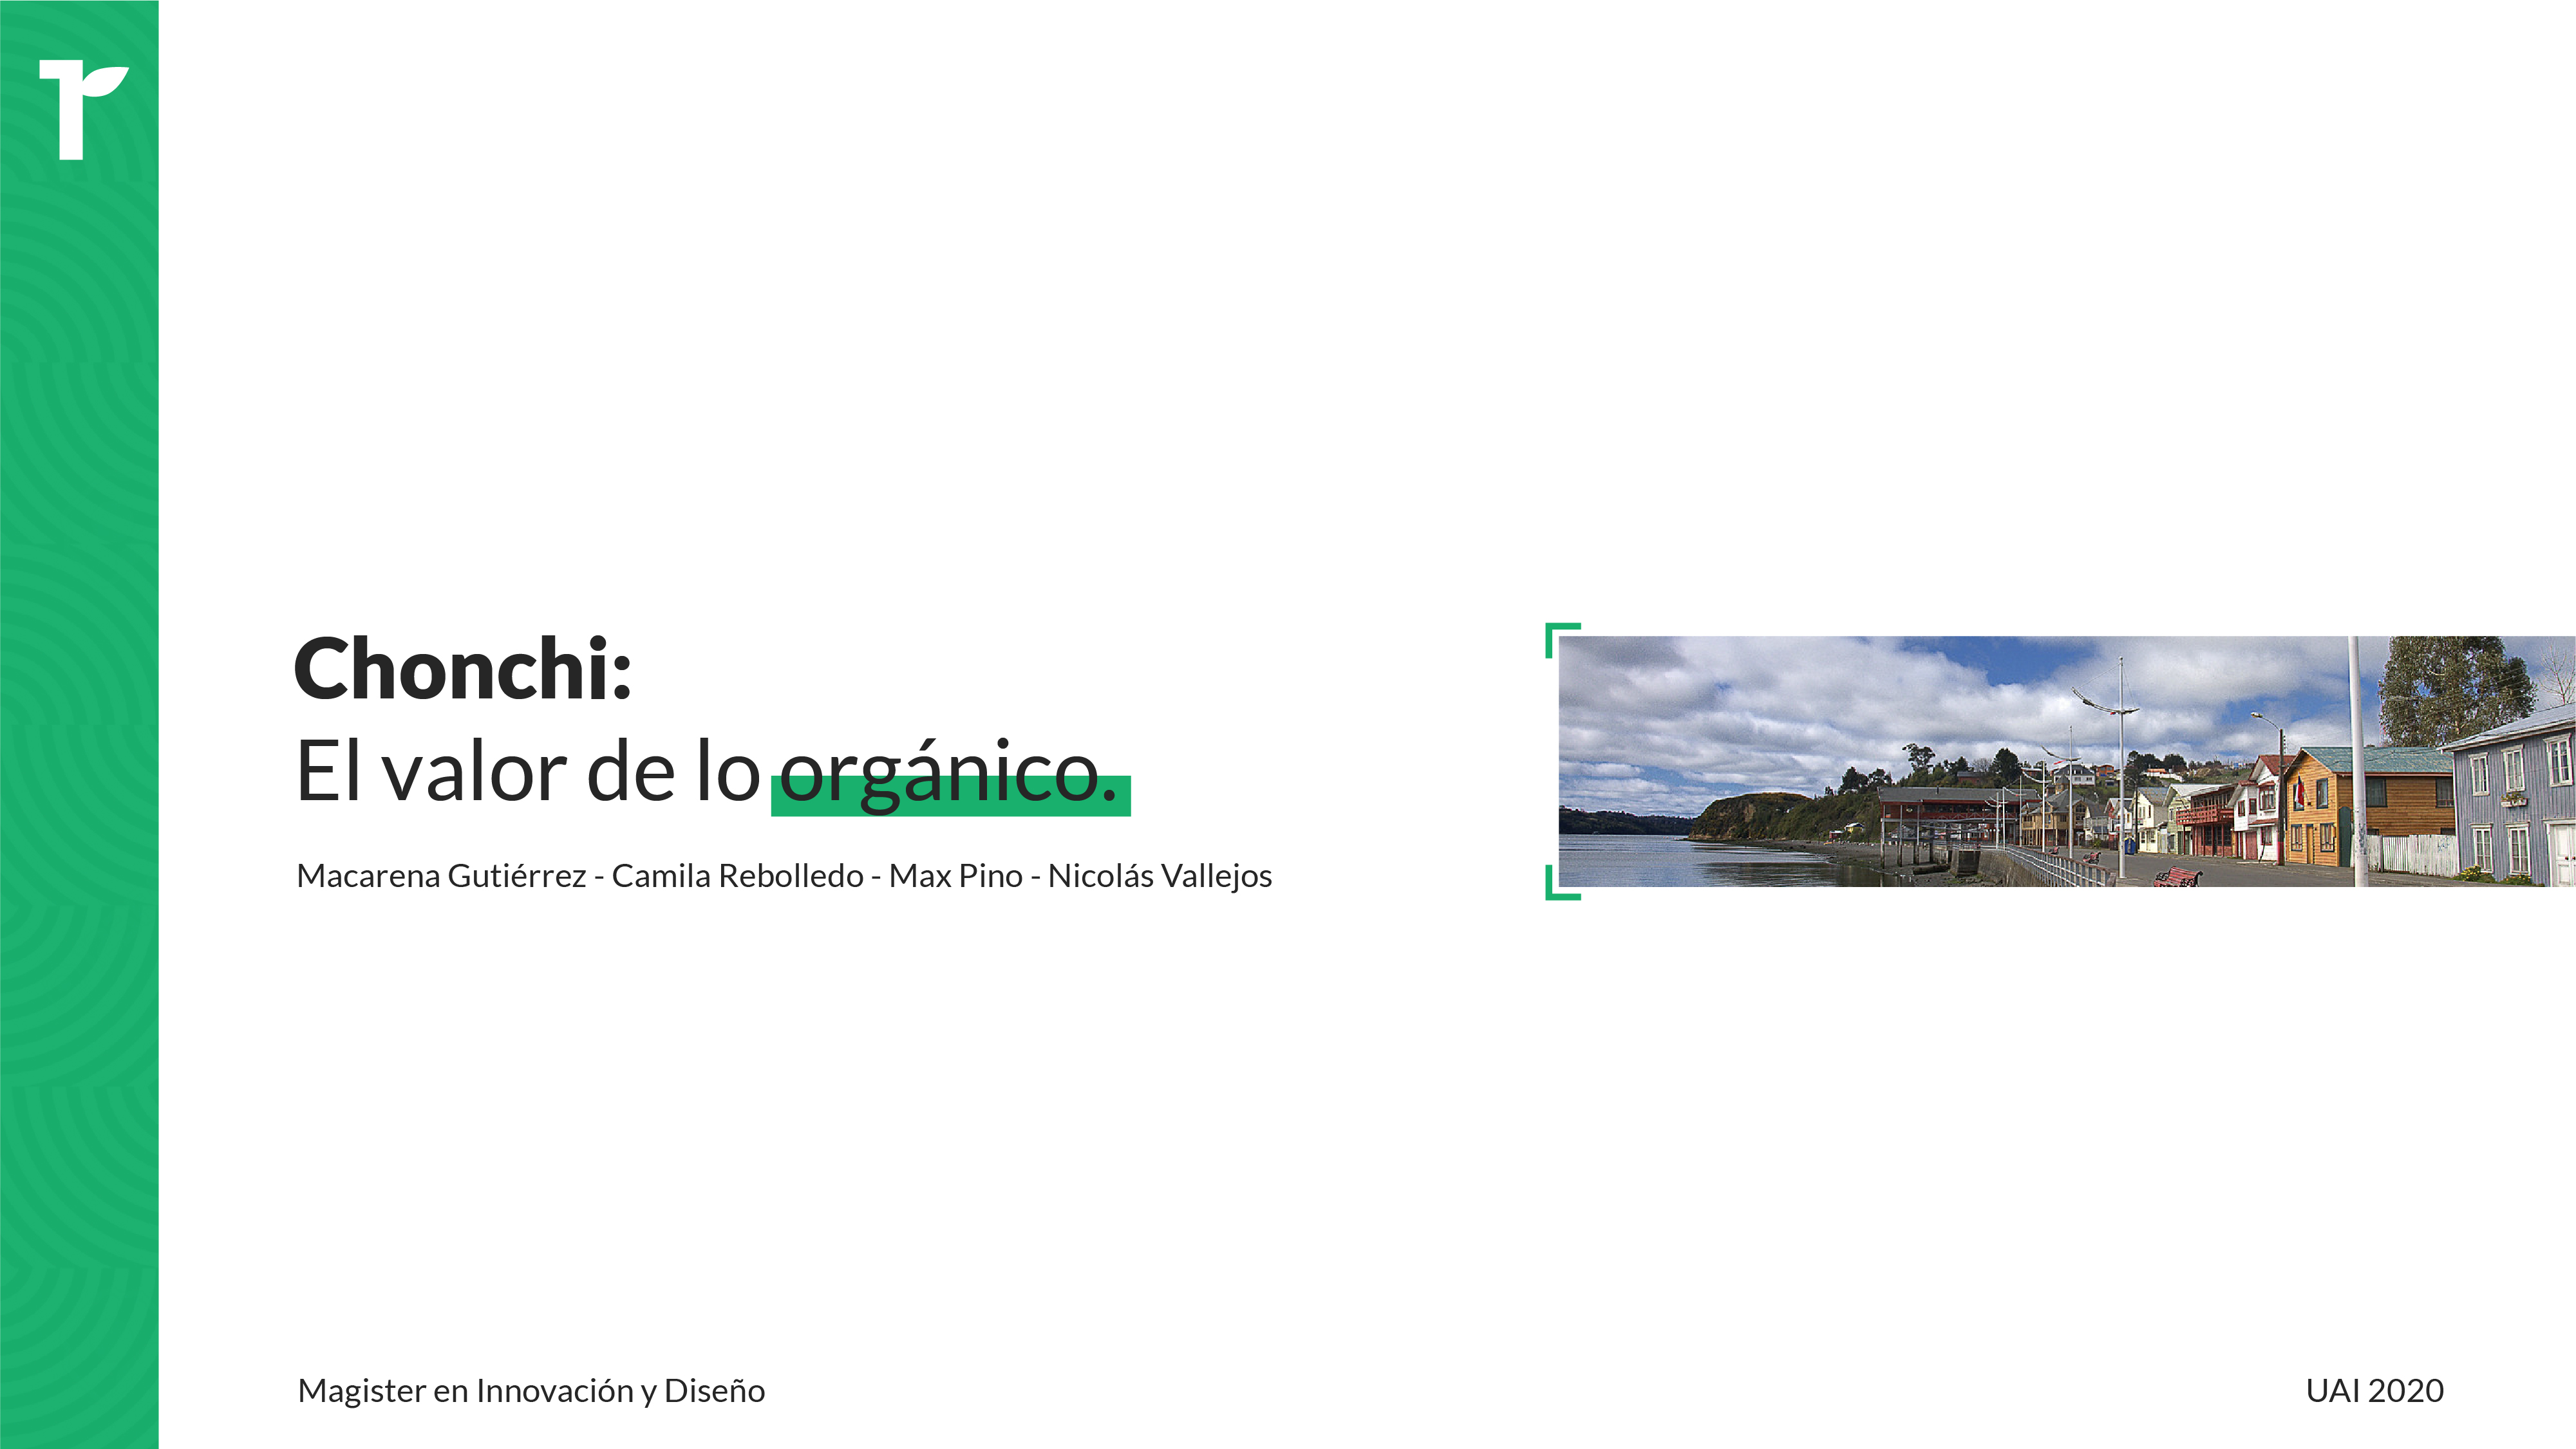 Chonchi:
El valor de lo orgánico.
Macarena Gutiérrez - Camila Rebolledo - Max Pino - Nicolás Vallejos
Magister en Innovación y Diseño
UAI 2020